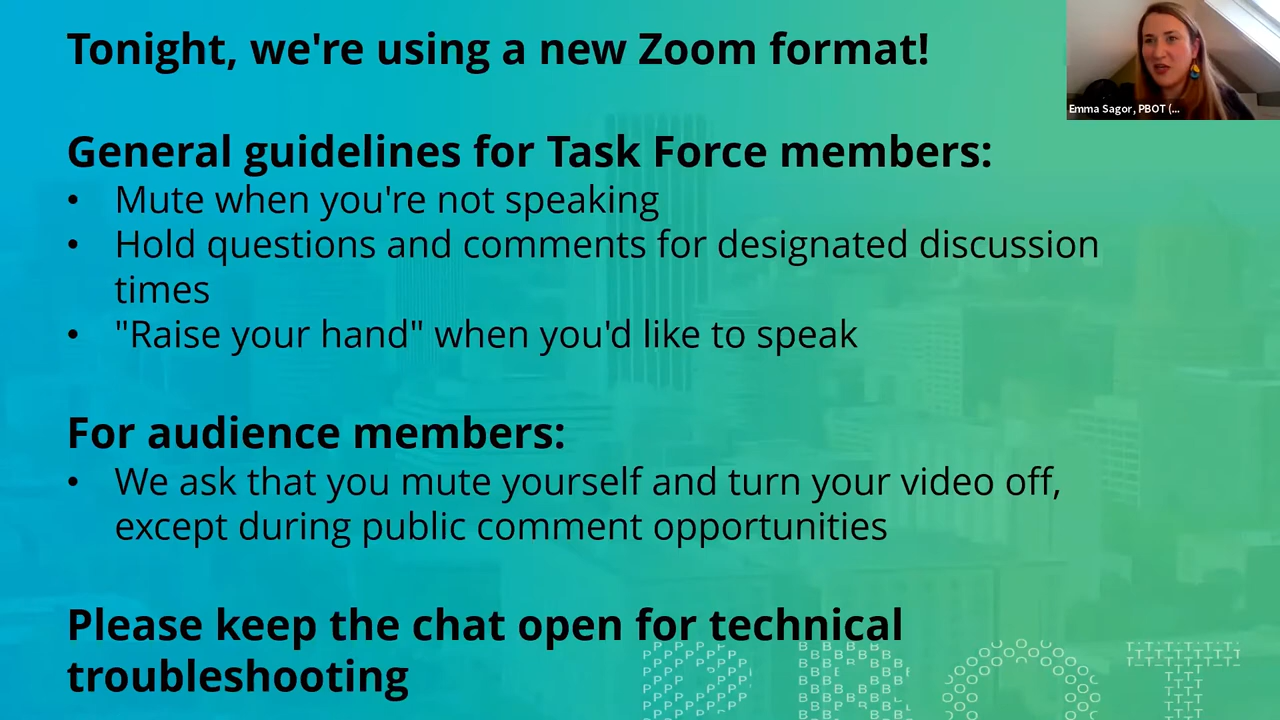 Tonight, we're using a new Zoom format!
Emma Sagor, PBOT (...
General guidelines for Task Force members:
• Mute when you're not speaking
• Hold questions and comments for designated discussion
times
• "Raise your hand" when you'd like to speak
For audience members:
• We ask that you mute yourself and turn your video off,
except during public comment opportunities
Please keep the chat open for technical
troubleshooting
PBOT